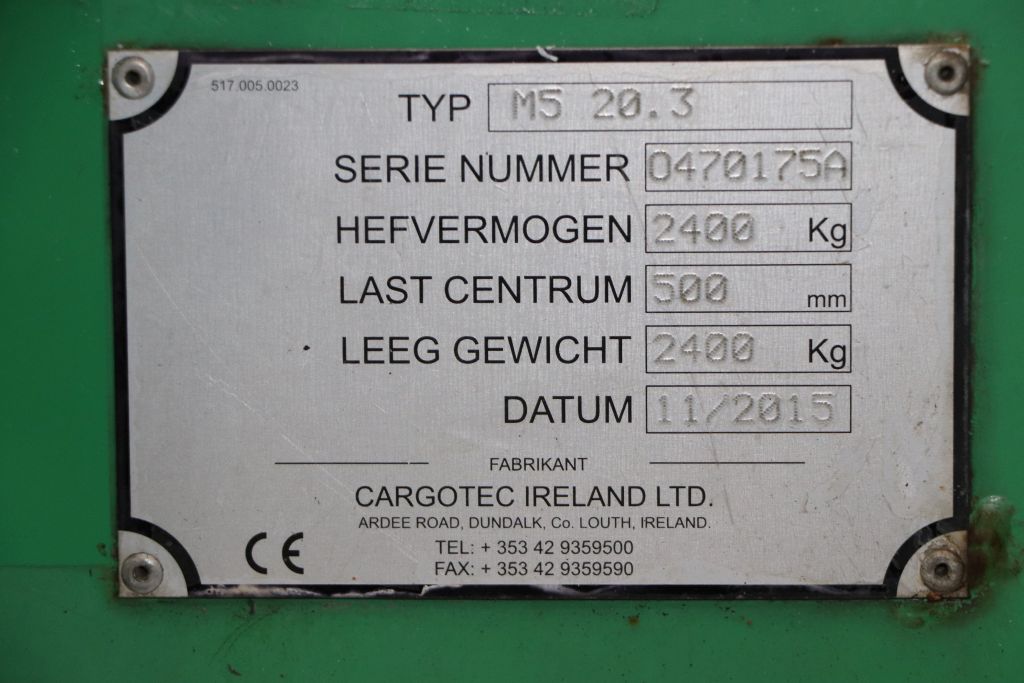 517.005.0023
TYP M5 20.3
SERIE NUMMER 0470175A
HEFVERMOGEN 2400 Kg
LAST CENTRUM 500 mm
LEEG GEWICHT 2400 Kg
DATUM 11/2015
FABRIKANT
CARGOTEC IRELAND LTD.
ARDEE ROAD, DUNDALK, Co. LOUTH, IRELAND.
CE TEL: + 353 42 9359500
FAX: + 353 42 9359590